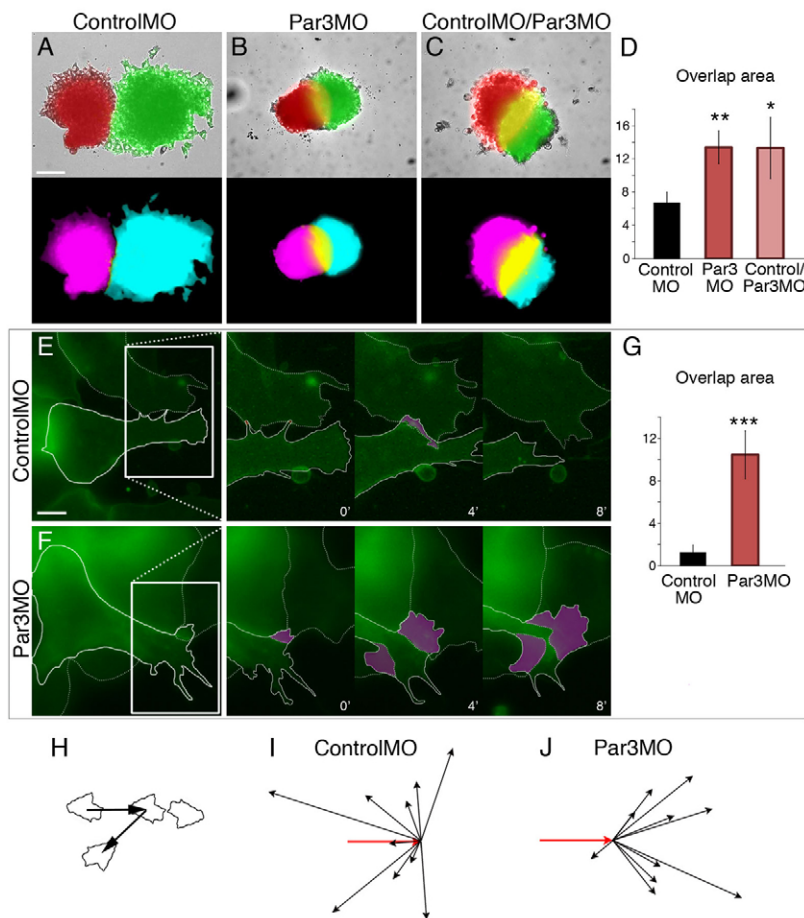 ControlMO
Par3MO
ControlMO/Par3MO
A
B
C
D
Overlap area
**
*
16
12
8
4
0
Control
MO
Par3
MO
Control/
Par3MO
E
ControlMO
0'
4'
8'
F
Par3MO
0'
4'
8'
G
Overlap area
***
12
8
4
0
Control
MO
Par3MO
H
I
ControlMO
J
Par3MO